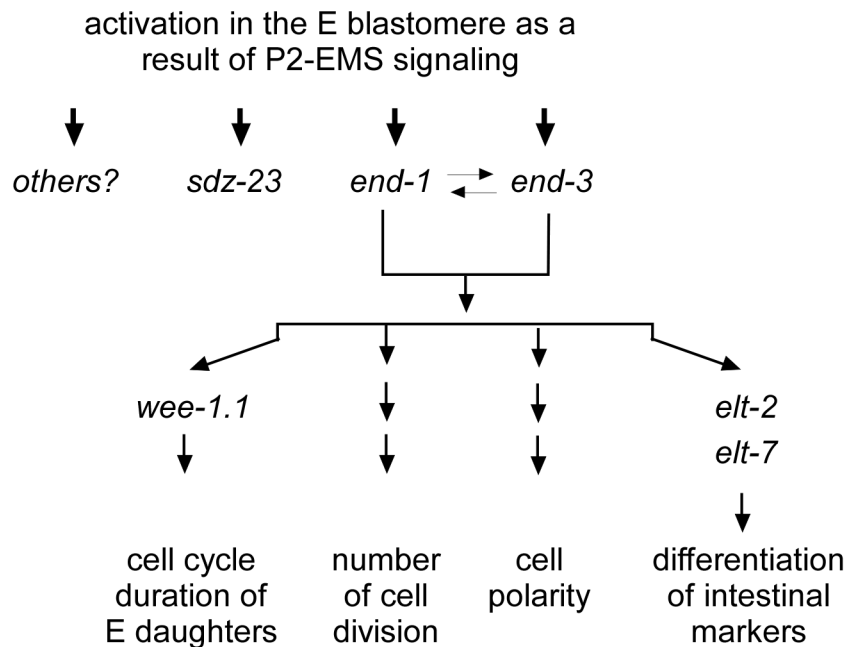 activation in the E blastomere as a
result of P2-EMS signaling
others? sdz-23 end-1 end-3
wee-1.1
elt-2
elt-7
cell cycle
duration of
E daughters
number
of cell
division
cell
polarity
differentiation
of intestinal
markers